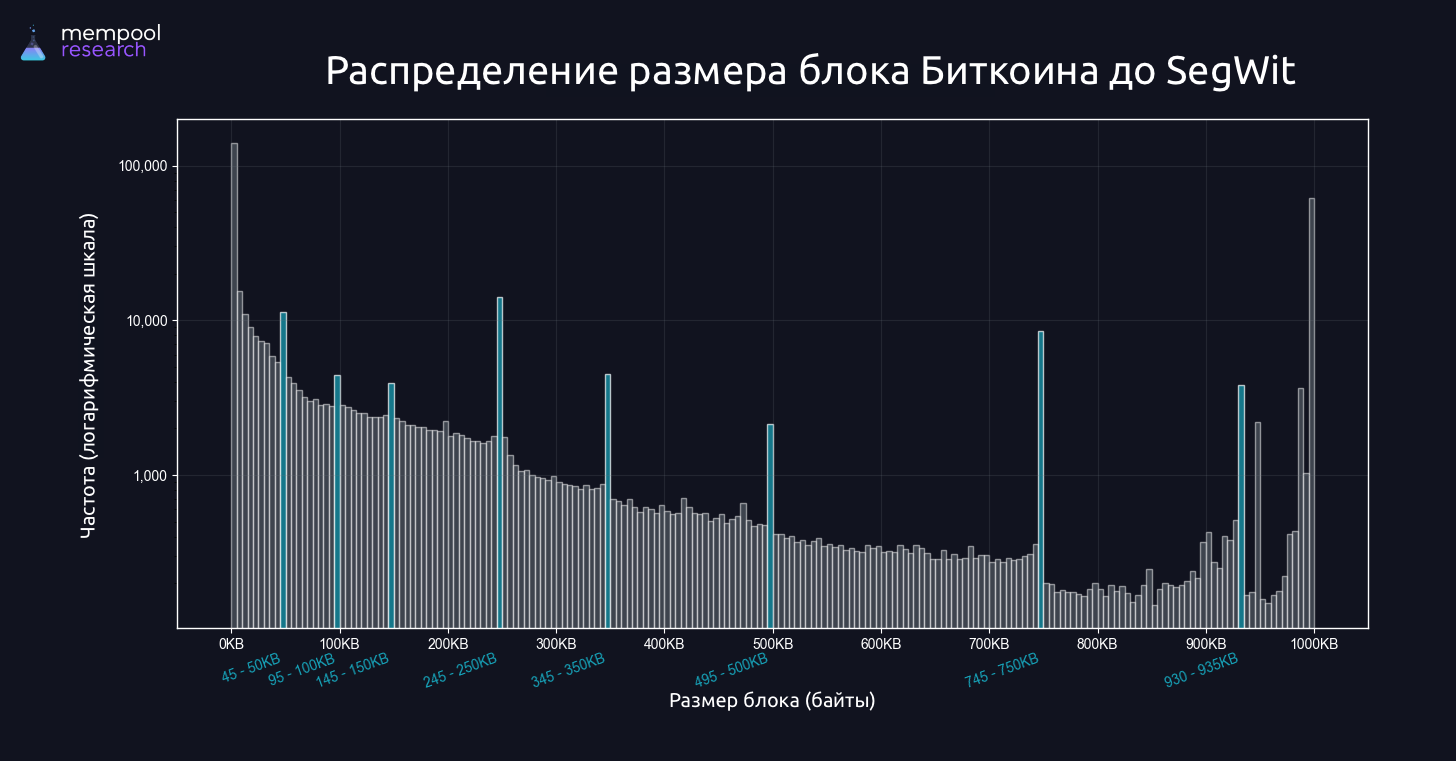 mempool
research
Распределение размера блока Биткоина до SegWit
Частота (логарифмическая шкала)
100,000
10,000
1,000
0KB 100KB 200KB 300KB 400KB 500KB 600KB 700KB 800KB 900KB 1000KB
45 - 50KB 95 - 100KB 145 - 150KB 245 - 250KB 345 - 350KB 495 - 500KB 745 - 750KB 930 - 935KB
Размер блока (байты)